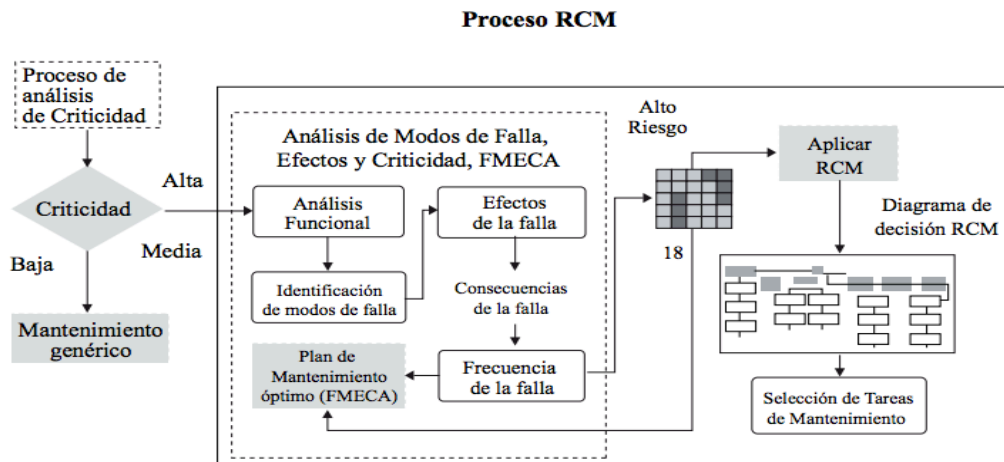 Proceso RCM
Proceso de
análisis
de Criticidad
Criticidad
Alta
Media
Baja
Mantenimiento
genérico
Análisis de Modos de Falla,
Efectos y Criticidad, FMECA
Análisis
Funcional
Identificación
de modos de falla
Efectos
de la falla
Consecuencias
de la falla
Frecuencia
de la falla
Plan de
Mantenimiento
óptimo (FMECA)
Alto
Riesgo
18
Aplicar
RCM
Diagrama de
decisión RCM
Selección de Tareas
de Mantenimiento